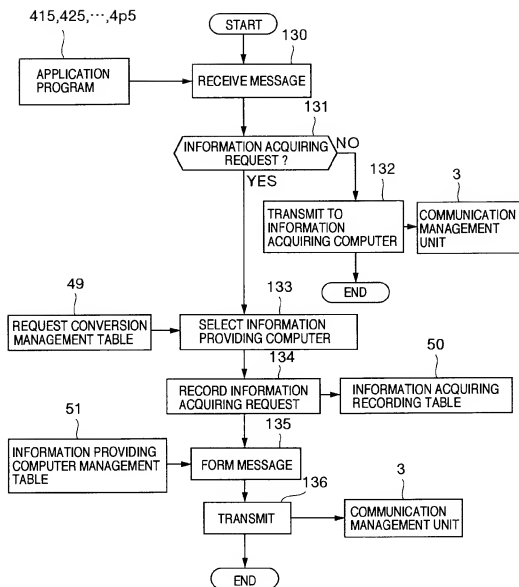 415,425,···,4p5
START
130
APPLICATION
PROGRAM
RECEIVE MESSAGE
131
INFORMATION ACQUIRING
REQUEST ?
NO
YES
132
3
TRANSMIT TO
INFORMATION
ACQUIRING COMPUTER
COMMUNICATION
MANAGEMENT
UNIT
END
49
133
REQUEST CONVERSION
MANAGEMENT TABLE
SELECT INFORMATION
PROVIDING COMPUTER
134
50
RECORD INFORMATION
ACQUIRING REQUEST
INFORMATION ACQUIRING
RECORDING TABLE
51
135
INFORMATION PROVIDING
COMPUTER MANAGEMENT
TABLE
FORM MESSAGE
136
3
TRANSMIT
COMMUNICATION
MANAGEMENT UNIT
END